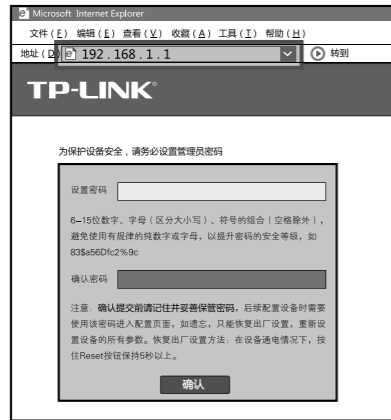 Microsoft Internet Explorer
文件(F) 编辑(E) 查看(V) 收藏(A) 工具(T) 帮助(H)
地址(D) 192.168.1.1 转到
TP-LINK®
为保护设备安全，请务必设置管理员密码
设置密码
6-15位数字、字母（区分大小写）、符号的组合（空格除外），
避免使用有规律的纯数字或字母，以提升密码的安全等级，如
83$a56Dfc2%9c
确认密码
注意：确认提交前请记住并妥善保管密码，后续配置设备时需要
使用该密码进入配置页面，如遗忘，只能恢复出厂设置，重新设
置设备的所有参数。恢复出厂设置方法：在设备通电情况下，按
住Reset按钮保持5秒以上。
确认